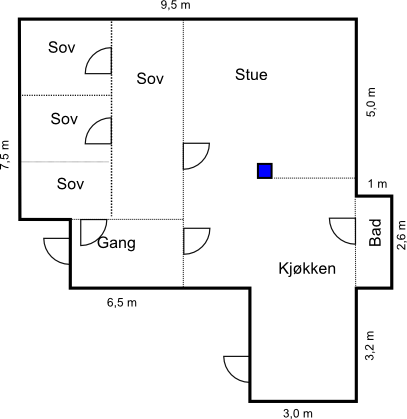 9,5 m
Sov
Sov
Stue
5,0 m
Sov
7,5 m
Sov
1 m
Bad
2,6 m
Gang
Kjøkken
6,5 m
3,2 m
3,0 m